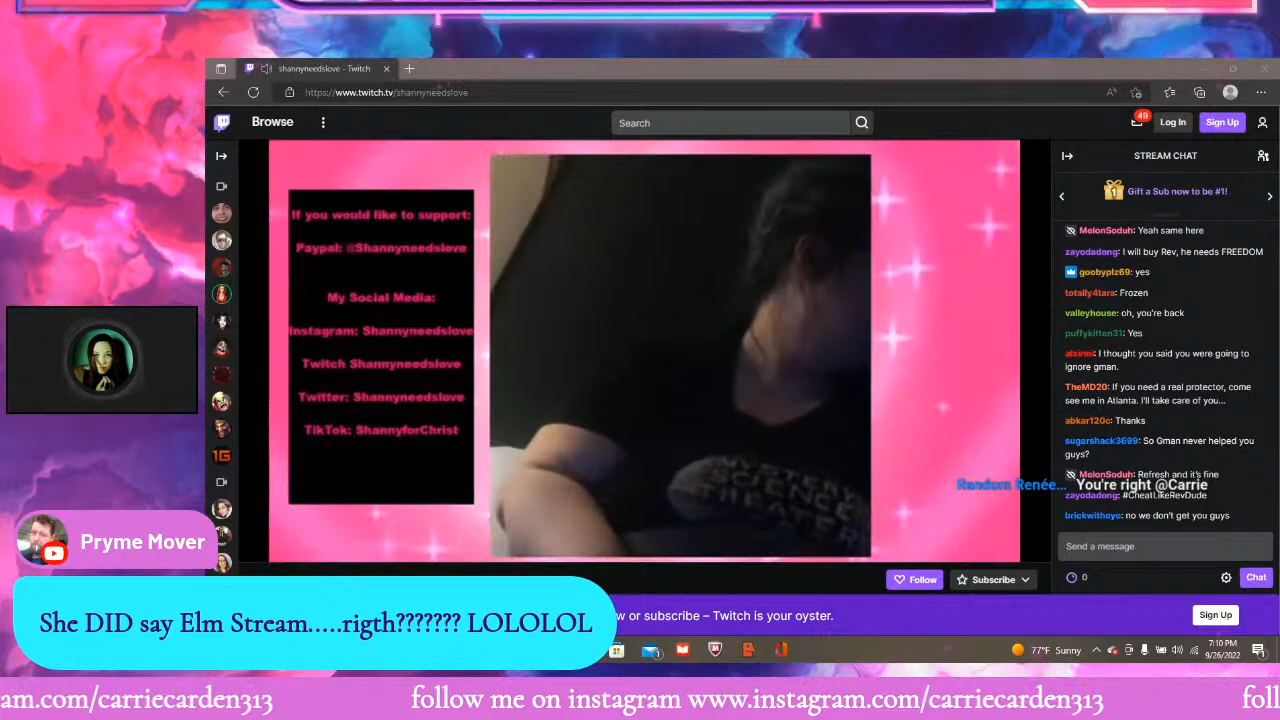 shannyneedslove - Twitch
https://www.twitch.tv/shannyneedslove
Browse
Search
49
Log In
Sign Up
STREAM CHAT
1
Gift a Sub now to be #1!
If you would like to support:
Paypal: @Shannyneedslove
My Social Media:
Instagram: Shannyneedslove
Twitch Shannyneedslove
Twitter: Shannyneedslove
TikTok: ShannyforChrist
MelonSoduh: Yeah same here
zayodadong: I will buy Rev, he needs FREEDOM
goobyplz69: yes
totally4tara: Frozen
valleyhouse: oh, you're back
puffykitten31: Yes
alzirmi: I thought you said you were going to
ignore gman.
TheMD20: If you need a real protector, come
see me in Atlanta. I'll take care of you...
abkar120c: Thanks
sugarshack3699: So Gman never helped you
guys?
MelonSoduh: Refresh and it's fine
Random Renée... You're right @Carrie
zayodadong: #CheatLikeRevDude
brickwitheye: no we don't get you guys
Send a message
0
Chat
Follow
Subscribe
w or subscribe – Twitch is your oyster.
Sign Up
Pryme Mover
She DID say Elm Stream.....rigth??????? LOLOLOL
77°F Sunny
7:10 PM
9/26/2022
am.com/carriecarden313
follow me on instagram www.instagram.com/carriecarden313
foll